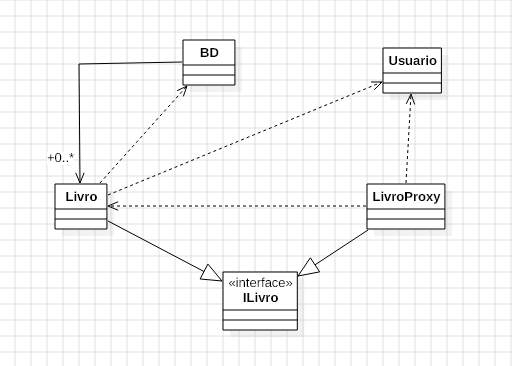 BD
Usuario
+0..*
Livro
LivroProxy
«interface»
ILivro